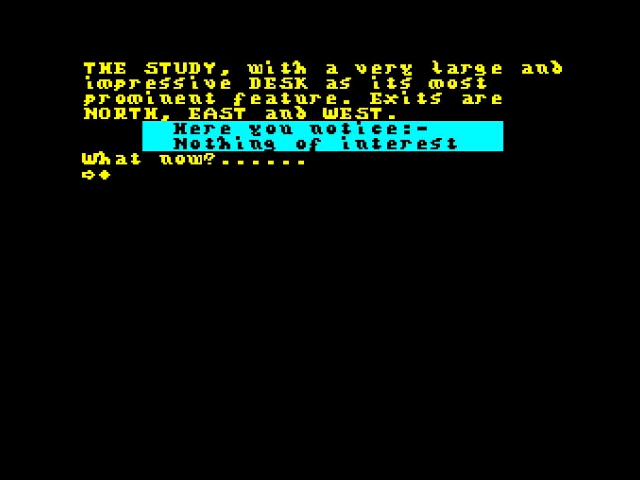 THE STUDY, with a very large and
impressive DESK as its most
prominent feature. Exits are
NORTH, EAST and WEST.
Here you notice:-
Nothing of interest
What now?......